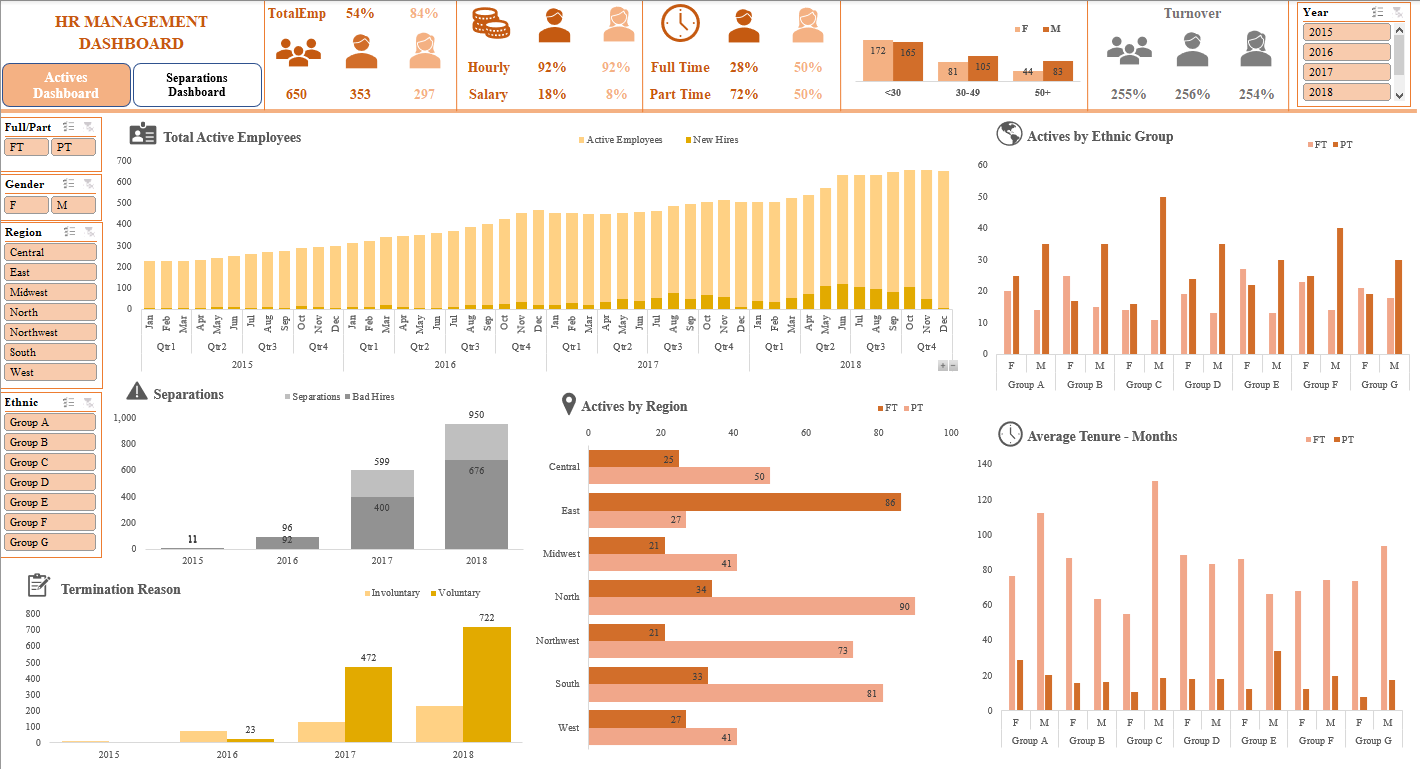 HR MANAGEMENT
DASHBOARD
Actives
Dashboard
Separations
Dashboard
TotalEmp 54% 84%
650 353 297
Hourly 92% 92%
Salary 18% 8%
Full Time 28% 50%
Part Time 72% 50%
F M
172 165 81 105 44 83
<30 30-49 50+
Turnover
255% 256% 254%
Year
2015
2016
2017
2018
Full/Part
FT PT
Gender
F M
Region
Central
East
Midwest
North
Northwest
South
West
Ethnic
Group A
Group B
Group C
Group D
Group E
Group F
Group G
Total Active Employees
Active Employees New Hires
700
600
500
400
300
200
100
0
Jan Feb Mar Apr May Jun Jul Aug Sep Oct Nov Dec Jan Feb Mar Apr May Jun Jul Aug Sep Oct Nov Dec Jan Feb Mar Apr May Jun Jul Aug Sep Oct Nov Dec Jan Feb Mar Apr May Jun Jul Aug Sep Oct Nov Dec
Qtr1 Qtr2 Qtr3 Qtr4 Qtr1 Qtr2 Qtr3 Qtr4 Qtr1 Qtr2 Qtr3 Qtr4 Qtr1 Qtr2 Qtr3 Qtr4
2015 2016 2017 2018
+ −
Separations
Separations Bad Hires
1,000
800
600
400
200
0
11
96
92
599
400
950
676
2015 2016 2017 2018
Termination Reason
Involuntary Voluntary
800
700
600
500
400
300
200
100
0
23 472 722
2015 2016 2017 2018
Actives by Region
FT PT
0 20 40 60 80 100
Central 25
50
East 86
27
Midwest 21
41
North 34
90
Northwest 21
73
South 33
81
West 27
41
Actives by Ethnic Group
FT PT
60
50
40
30
20
10
0
F M F M F M F M F M F M F M
Group A Group B Group C Group D Group E Group F Group G
Average Tenure - Months
FT PT
140
120
100
80
60
40
20
0
F M F M F M F M F M F M F M
Group A Group B Group C Group D Group E Group F Group G